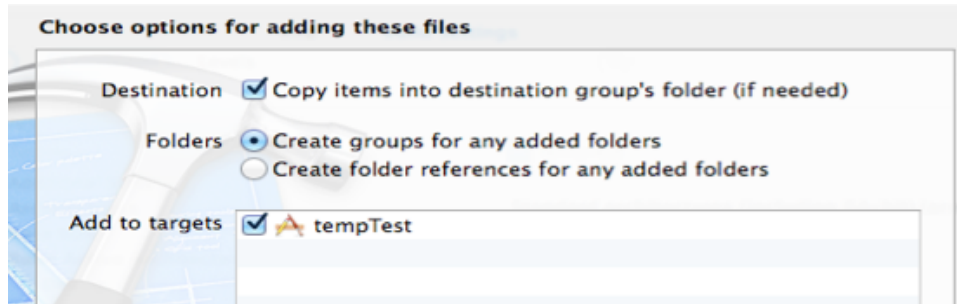 Choose options for adding these files
Destination Copy items into destination group's folder (if needed)
Folders Create groups for any added folders
Create folder references for any added folders
Add to targets tempTest